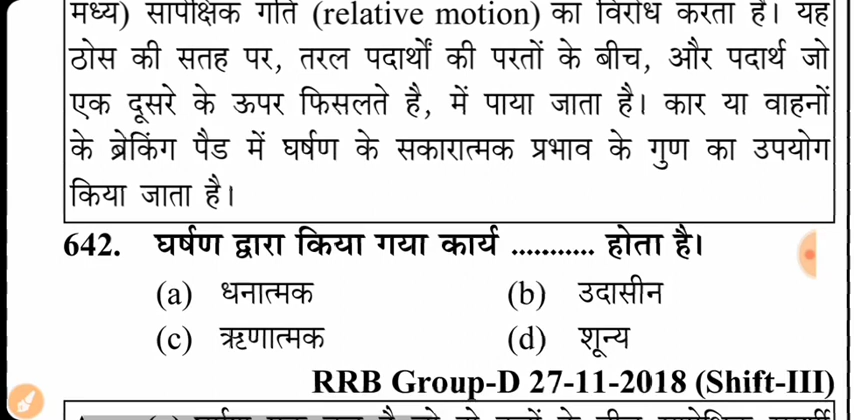 मध्य) सापेक्षिक गति (relative motion) का विरोध करता है। यह
ठोस की सतह पर, तरल पदार्थों की परतों के बीच, और पदार्थ जो
एक दूसरे के ऊपर फिसलते है, में पाया जाता है। कार या वाहनों
के ब्रेकिंग पैड में घर्षण के सकारात्मक प्रभाव के गुण का उपयोग
किया जाता है।
642. घर्षण द्वारा किया गया कार्य ............ होता है।
(a) धनात्मक (b) उदासीन
(c) ऋणात्मक (d) शून्य
RRB Group-D 27-11-2018 (Shift-III)